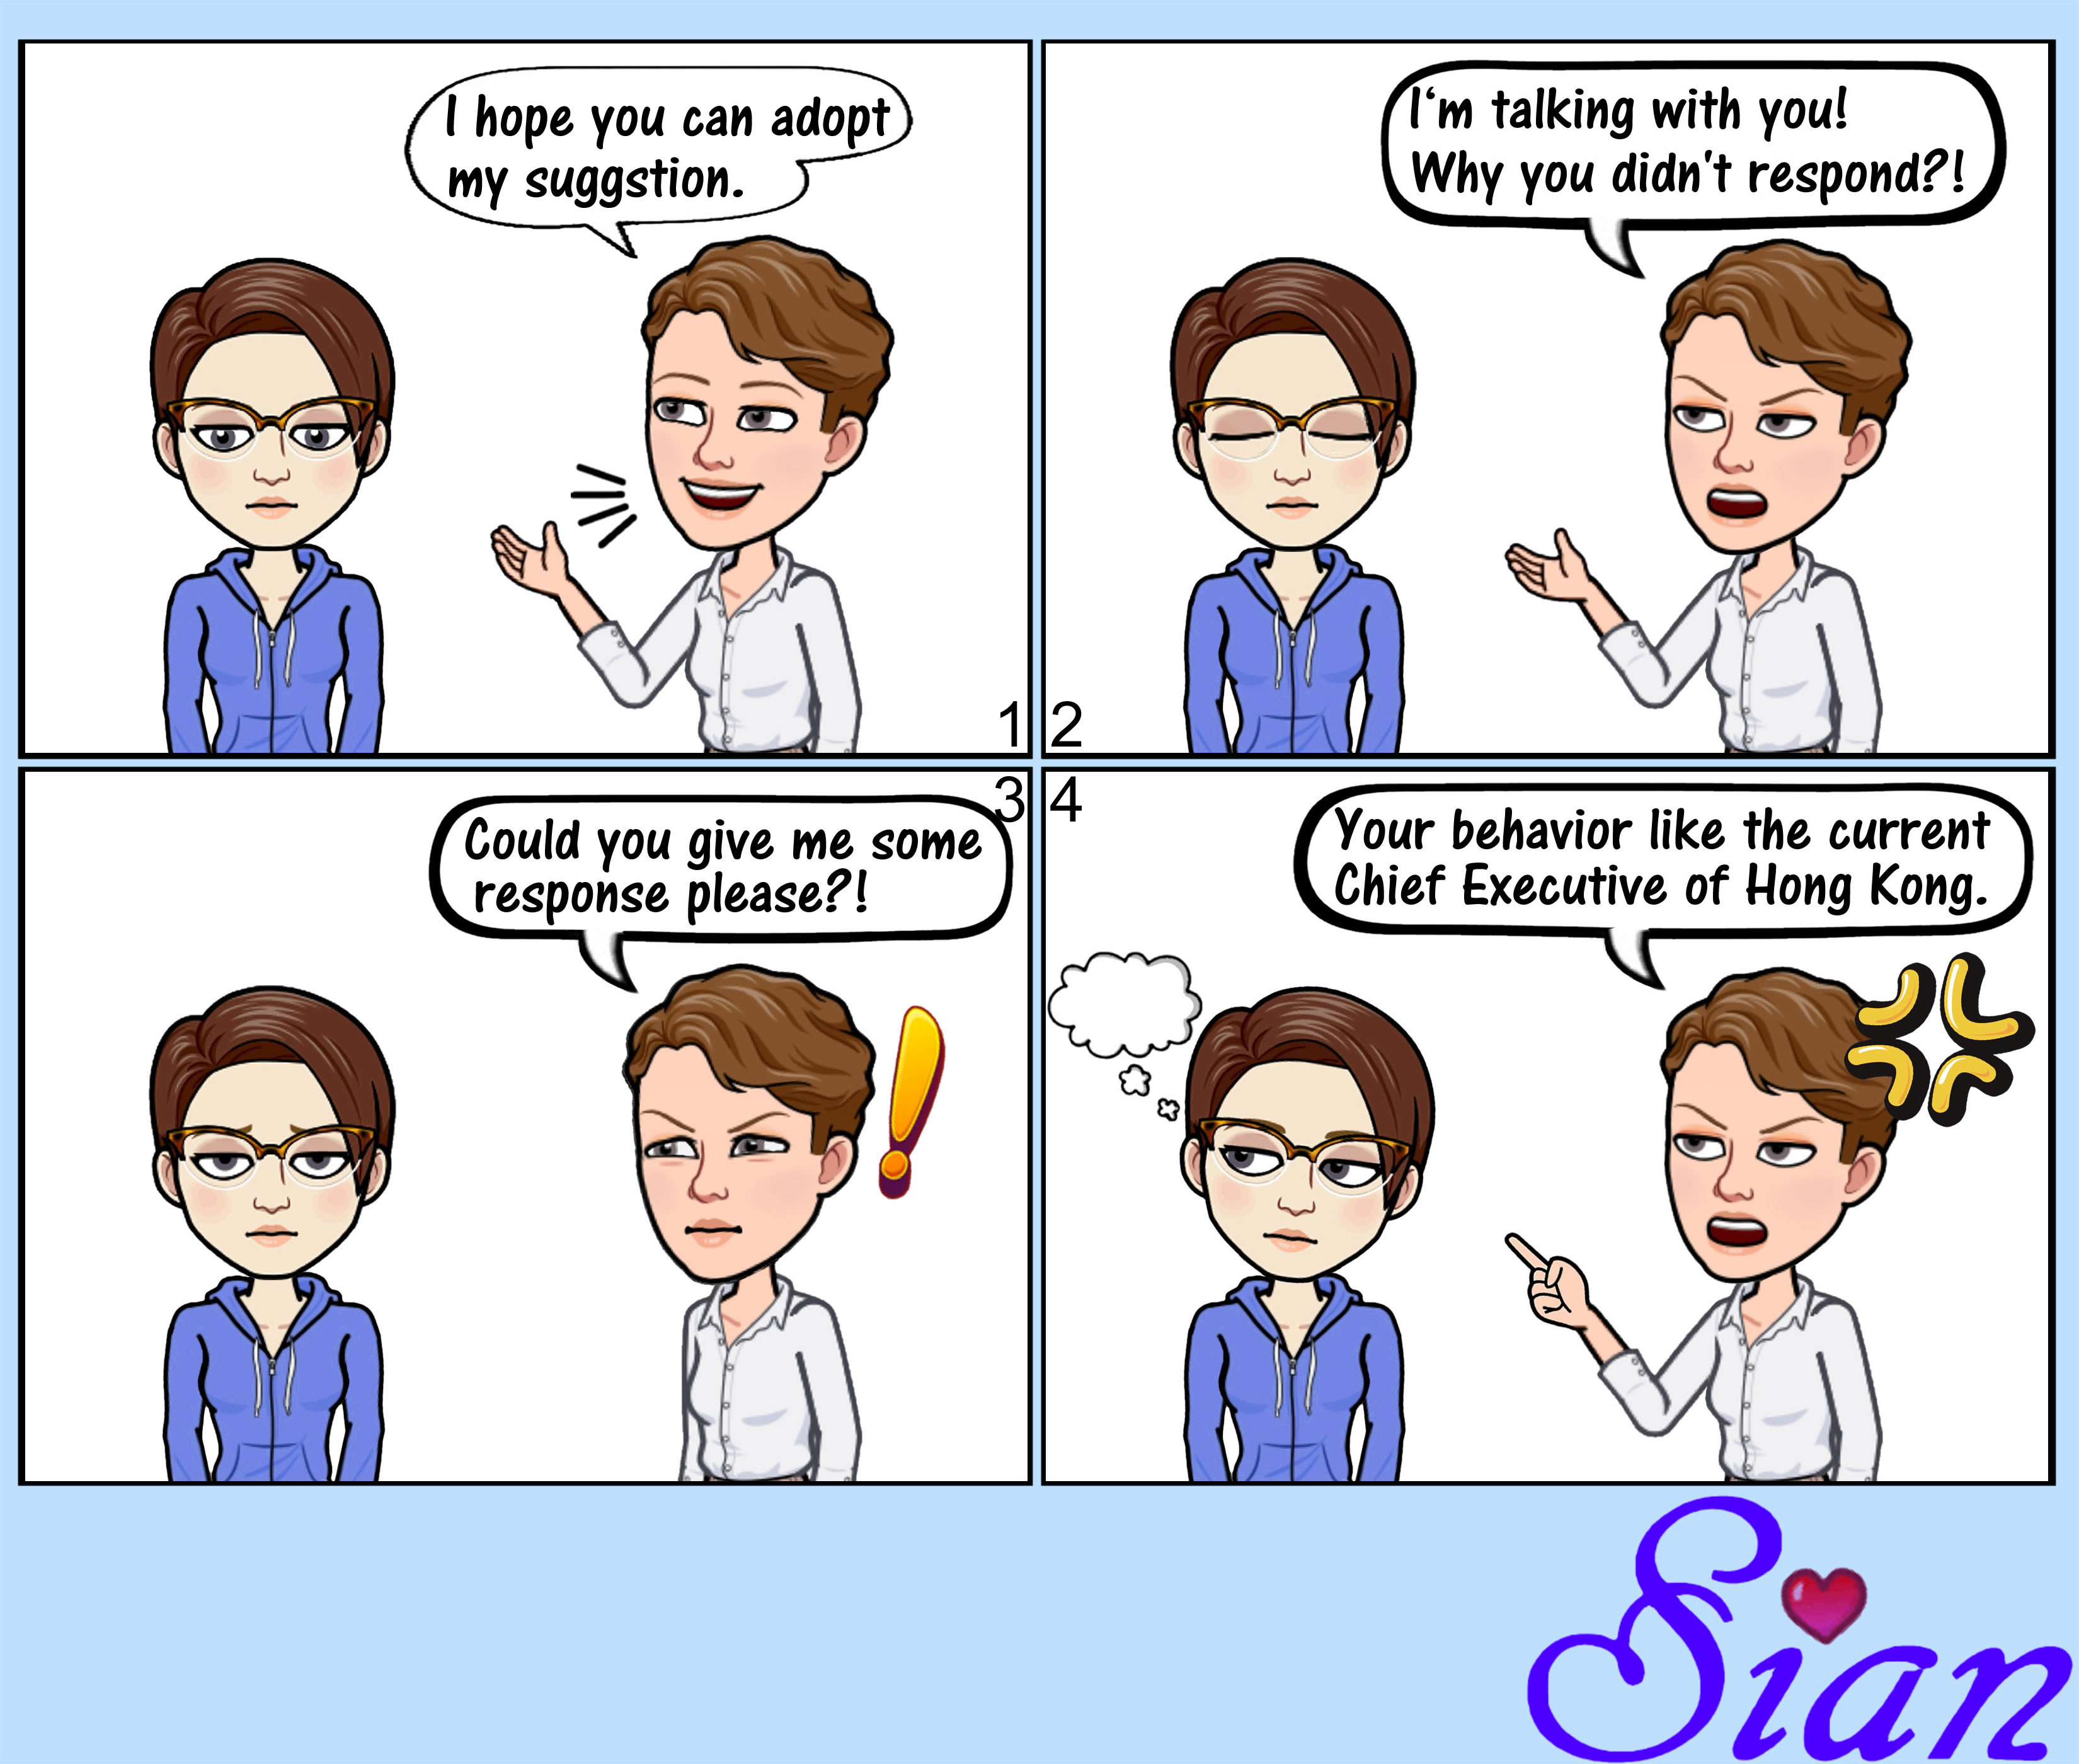 I hope you can adopt
my suggstion.
1
I‘m talking with you!
Why you didn't respond?!
2
Could you give me some
response please?!
3
Your behavior like the current
Chief Executive of Hong Kong.
4
Sian